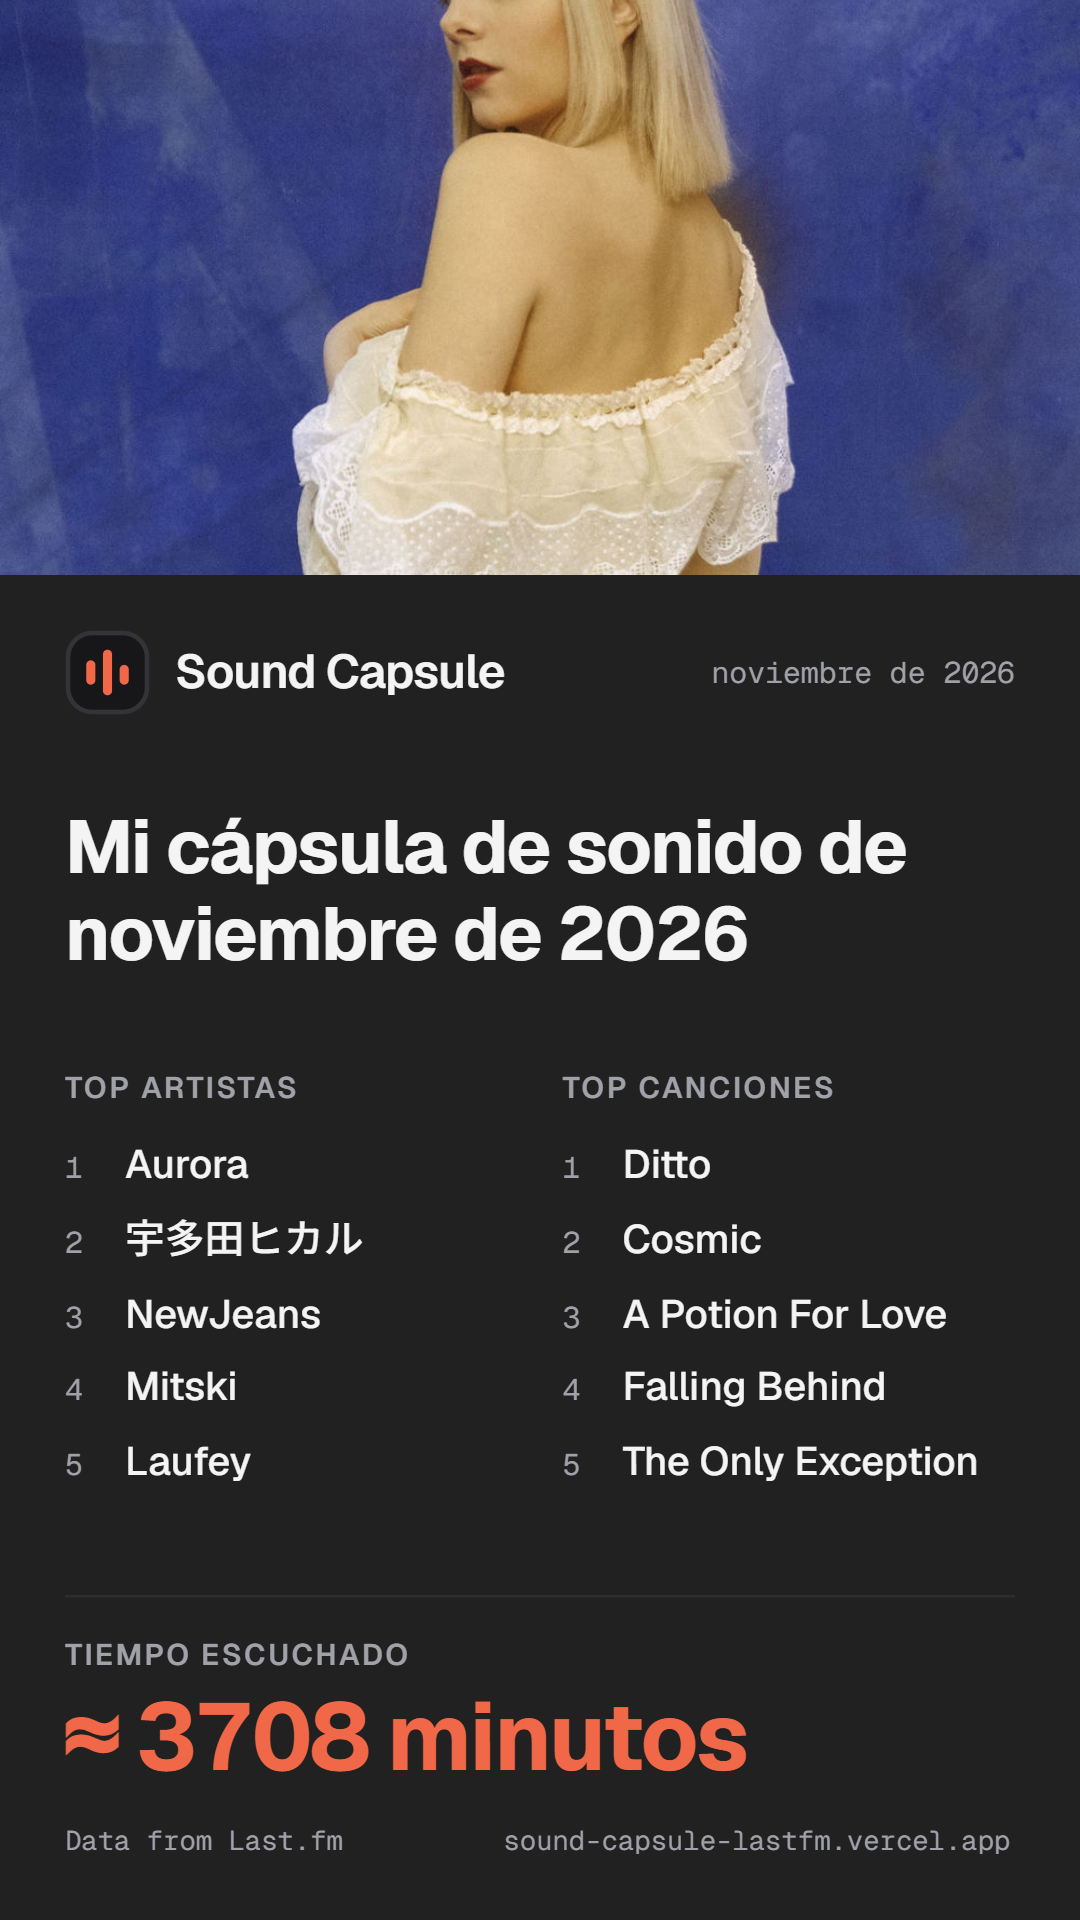 Sound Capsule
noviembre de 2026
Mi cápsula de sonido de
noviembre de 2026
TOP ARTISTAS
1 Aurora
2 宇多田ヒカル
3 NewJeans
4 Mitski
5 Laufey
TOP CANCIONES
1 Ditto
2 Cosmic
3 A Potion For Love
4 Falling Behind
5 The Only Exception
TIEMPO ESCUCHADO
≈ 3708 minutos
Data from Last.fm
sound-capsule-lastfm.vercel.app